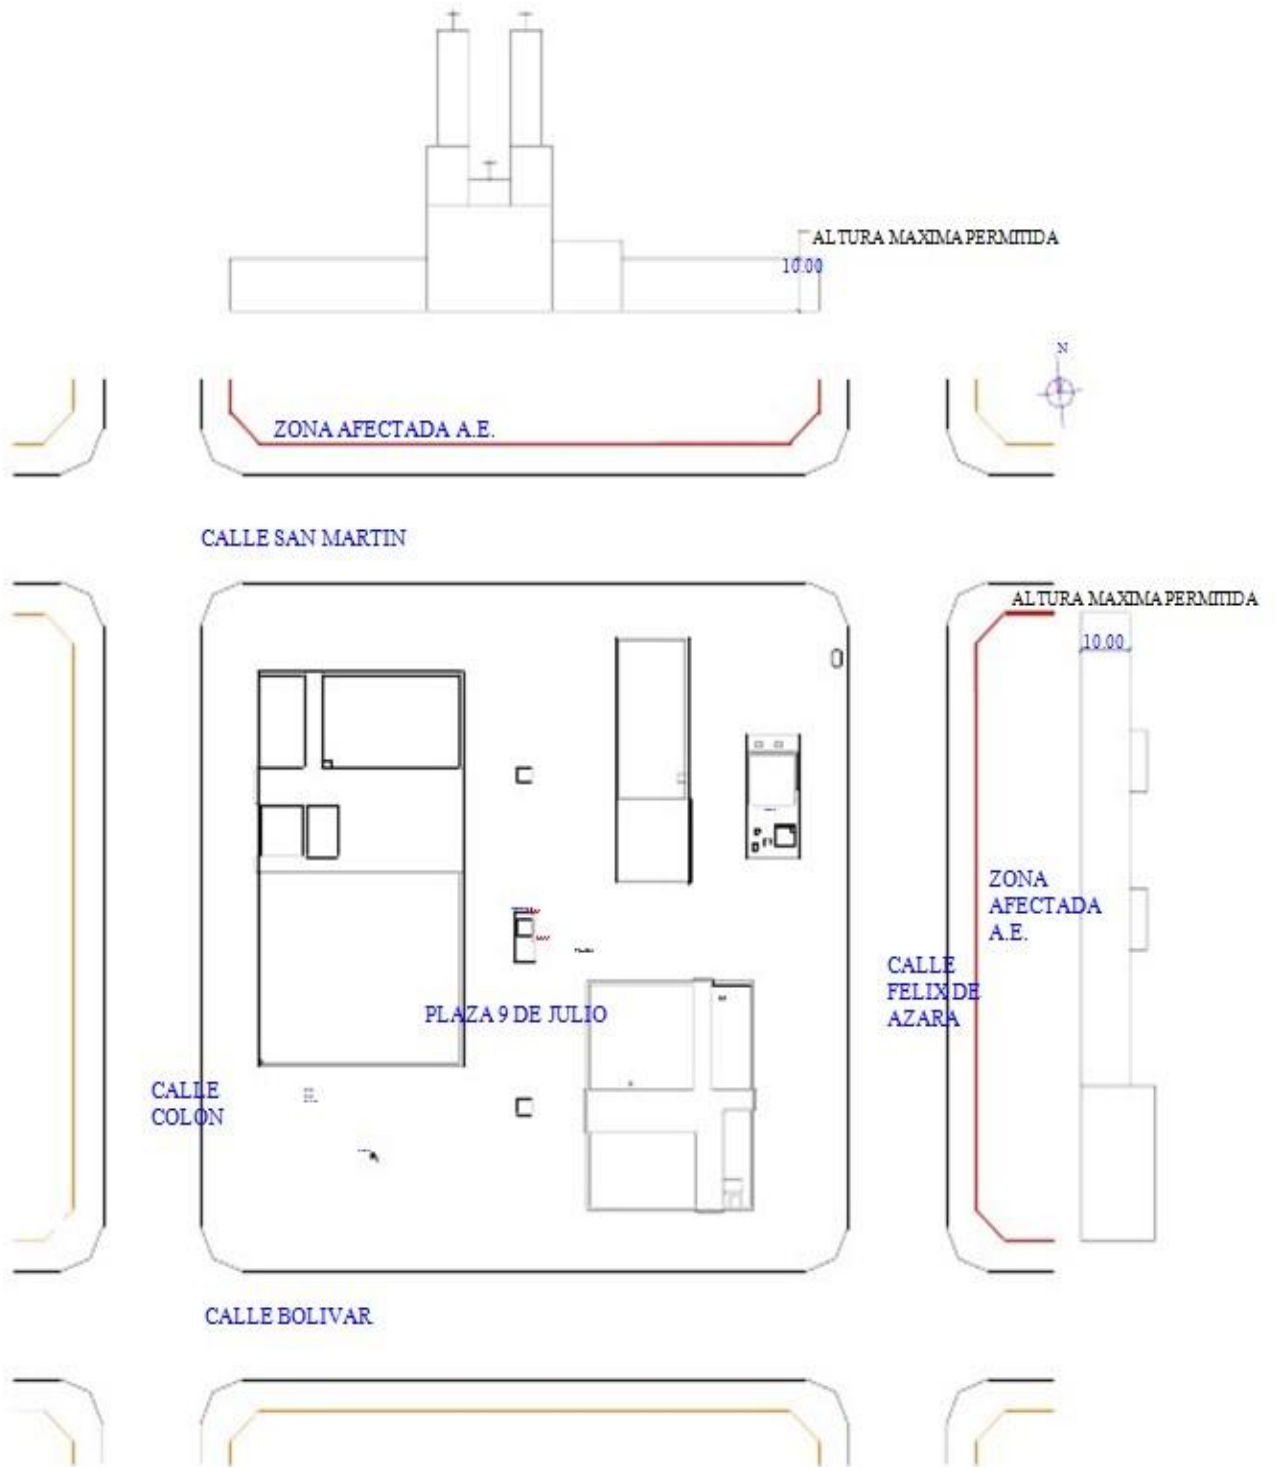 ALTURA MAXIMA PERMITIDA
10.00
N
ZONA AFECTADA A.E.
CALLE SAN MARTIN
ALTURA MAXIMA PERMITIDA
10.00
ZONA
AFECTADA
A.E.
CALLE
FELIX DE
AZARA
PLAZA 9 DE JULIO
CALLE
COLON
CALLE BOLIVAR